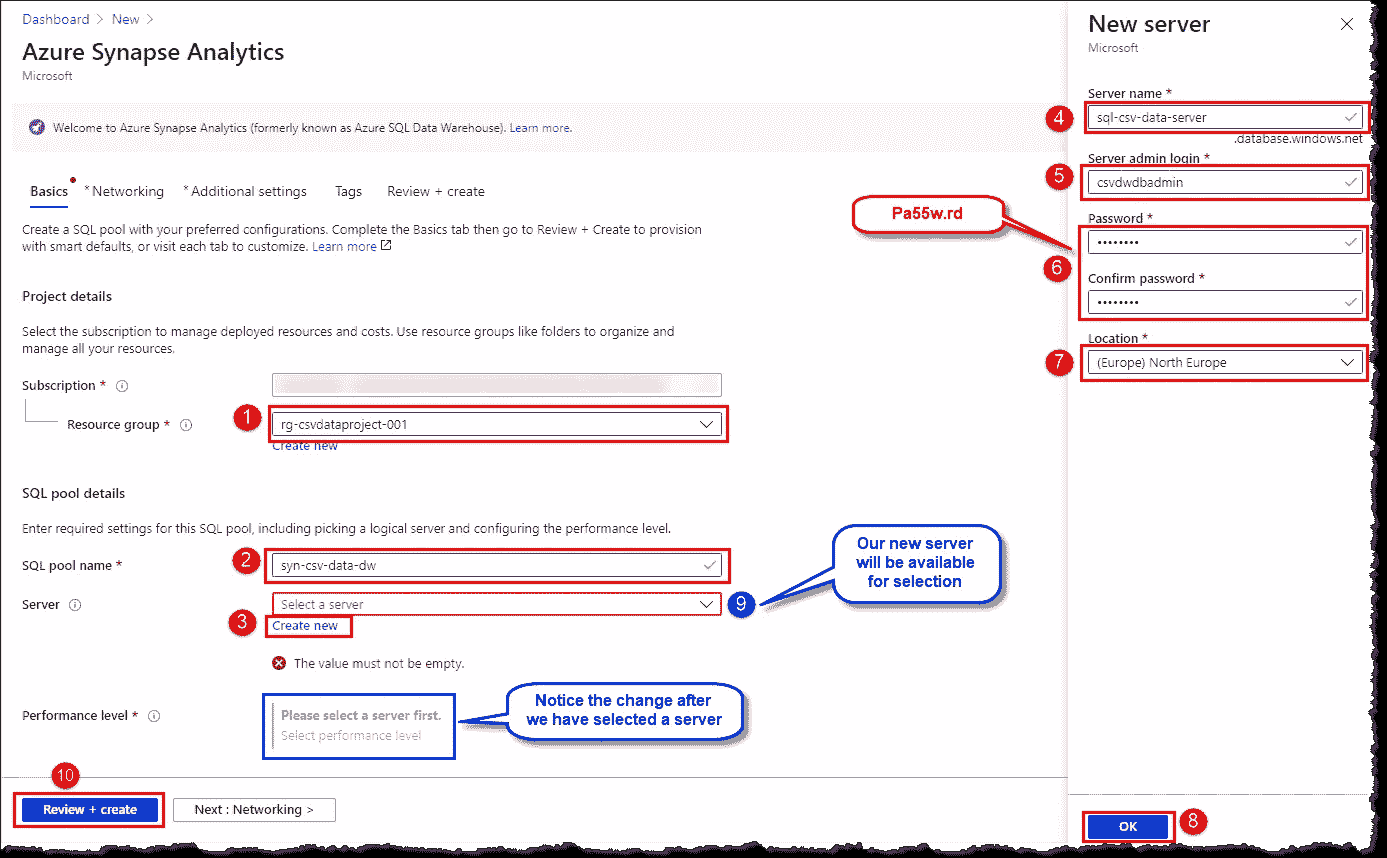 Dashboard > New >
Azure Synapse Analytics
Microsoft
Welcome to Azure Synapse Analytics (formerly known as Azure SQL Data Warehouse). Learn more.
Basics * Networking * Additional settings Tags Review + create
Create a SQL pool with your preferred configurations. Complete the Basics tab then go to Review + Create to provision
with smart defaults, or visit each tab to customize. Learn more
Project details
Select the subscription to manage deployed resources and costs. Use resource groups like folders to organize and
manage all your resources.
Subscription *
1
Resource group * rg-csvdataproject-001
Create new
SQL pool details
Enter required settings for this SQL pool, including picking a logical server and configuring the performance level.
2
SQL pool name * syn-csv-data-dw
Server Select a server
9
Our new server
will be available
for selection
3
Create new
The value must not be empty.
Performance level * Please select a server first.
Select performance level
Notice the change after
we have selected a server
10
Review + create Next : Networking >
New server
Microsoft
Server name *
4
sql-csv-data-server
.database.windows.net
Server admin login *
5
csvdwdbadmin
Pa55w.rd
Password *
••••••••
6
Confirm password *
••••••••
Location *
7
(Europe) North Europe
OK
8